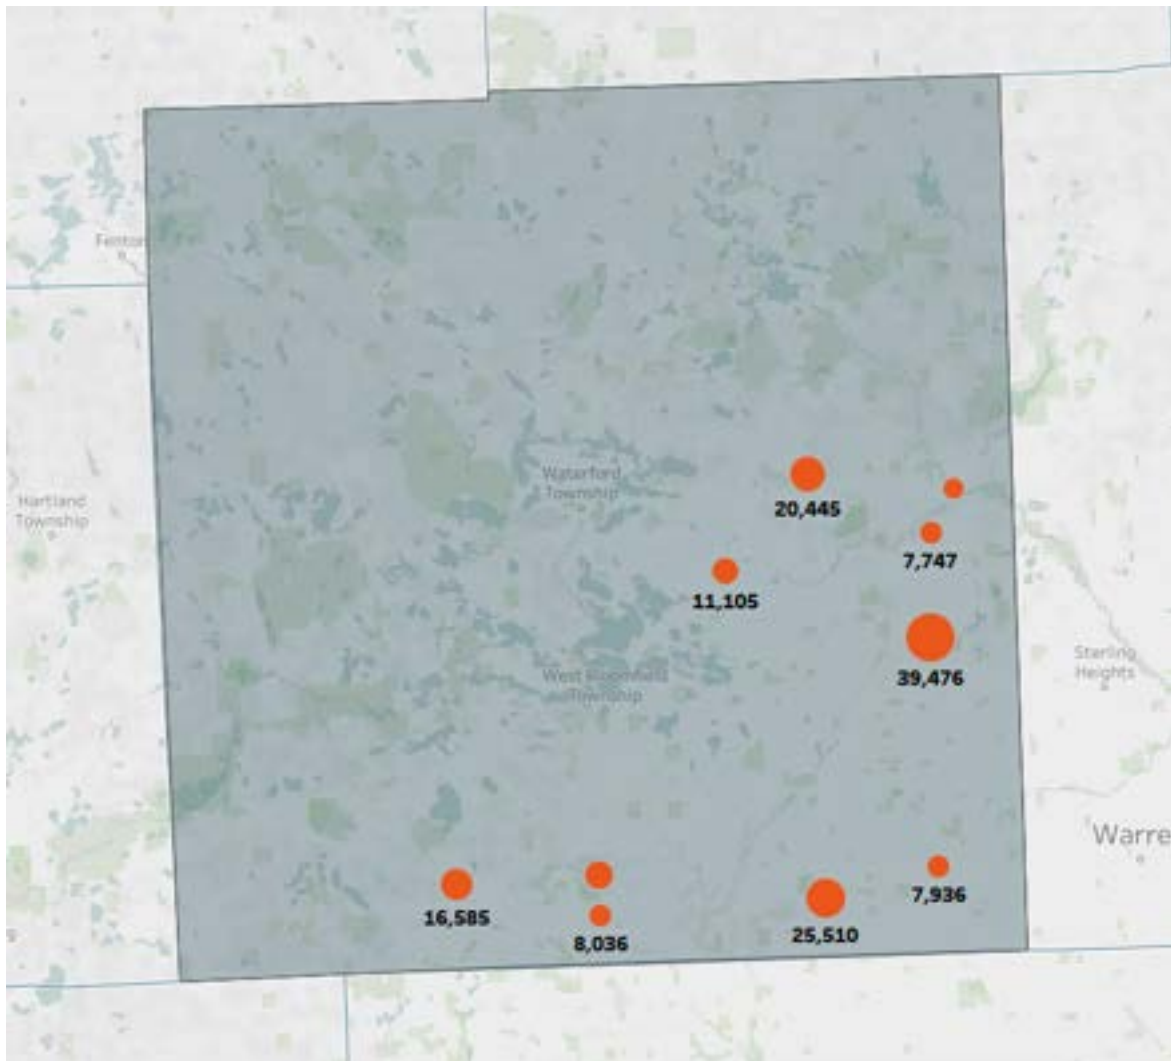 Fenton
Waterford
Township
Hartland
Township
20,445
7,747
11,105
39,476
Sterling
Heights
West Bloomfield
Township
Warre
16,585
8,036
25,510
7,936